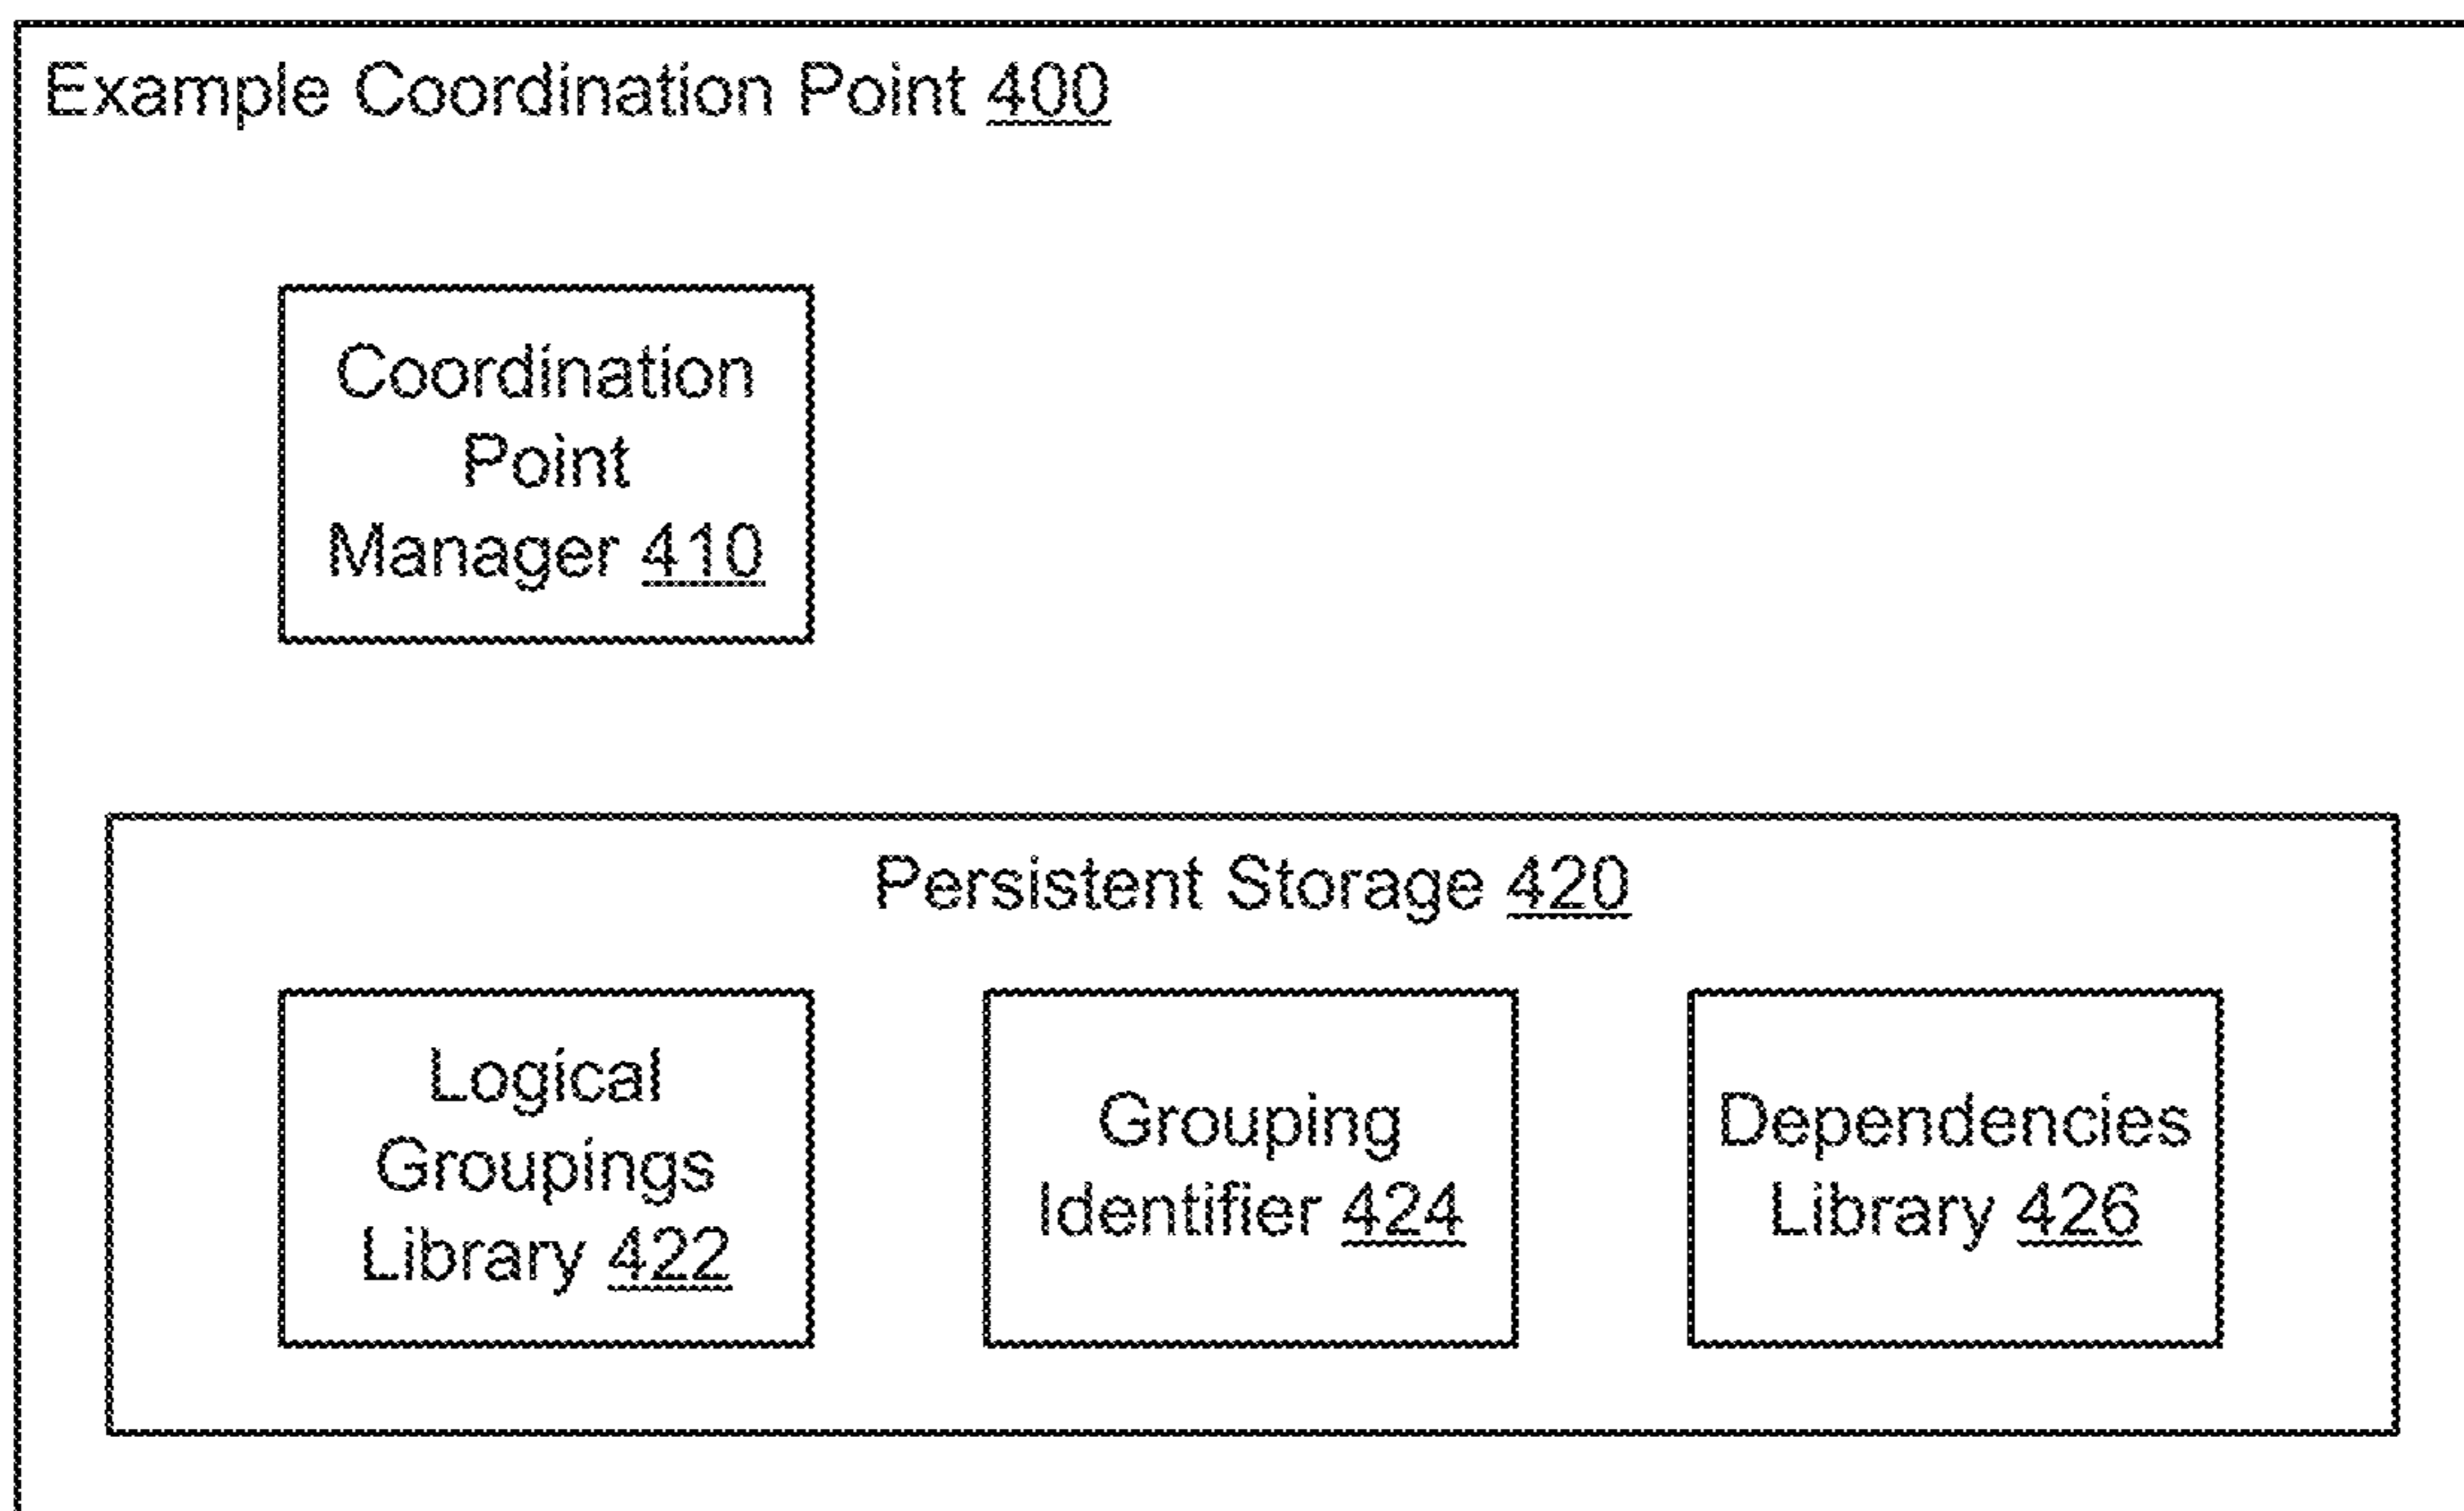 Example Coordination Point 400
Coordination
Point
Manager 410
Persistent Storage 420
Logical
Groupings
Library 422
Grouping
Identifier 424
Dependencies
Library 426